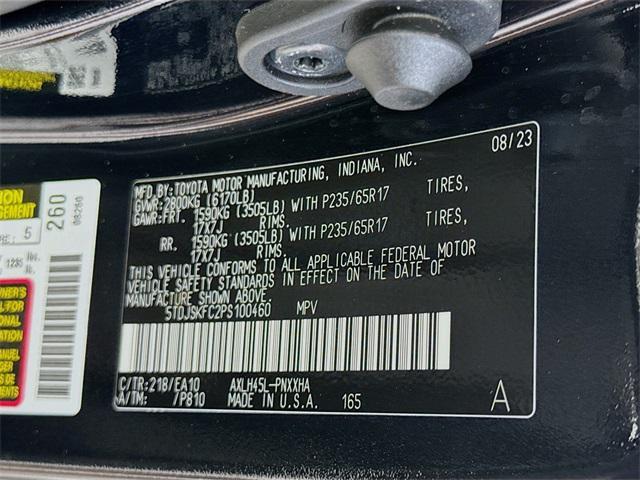 08/23
MFD. BY: TOYOTA MOTOR MANUFACTURING, INDIANA, INC.
GVWR: 2800KG (6170LB)
GAWR: FRT. 1590KG (3505LB) WITH P235/65R17 TIRES,
17X7J RIMS.
RR. 1590KG (3505LB) WITH P235/65R17 TIRES,
17X7J RIMS.
THIS VEHICLE CONFORMS TO ALL APPLICABLE FEDERAL MOTOR
VEHICLE SAFETY STANDARDS IN EFFECT ON THE DATE OF
MANUFACTURE SHOWN ABOVE.
5TDJSKFC2PS100460 MPV
C/TR: 218/EA10 AXLH45L-PNXXHA
A/TM: /P810 MADE IN U.S.A. 165 A
260
08260
5